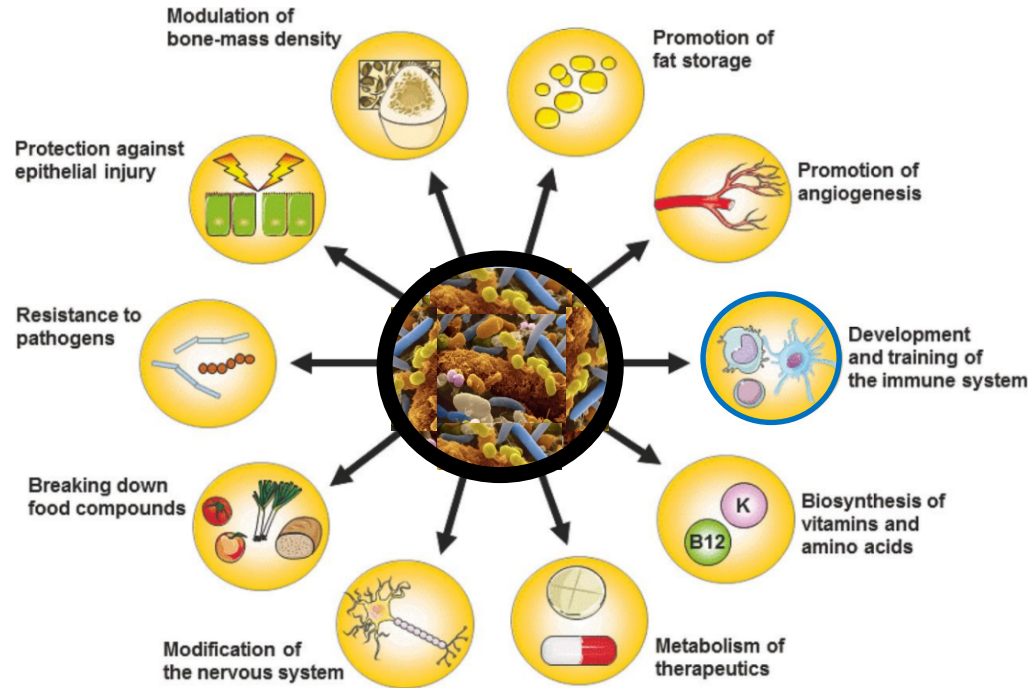 Modulation of
bone-mass density
Promotion of
fat storage
Protection against
epithelial injury
Promotion of
angiogenesis
Resistance to
pathogens
Development
and training of
the immune system
Breaking down
food compounds
K
B12
Biosynthesis of
vitamins and
amino acids
Modification of
the nervous system
Metabolism of
therapeutics